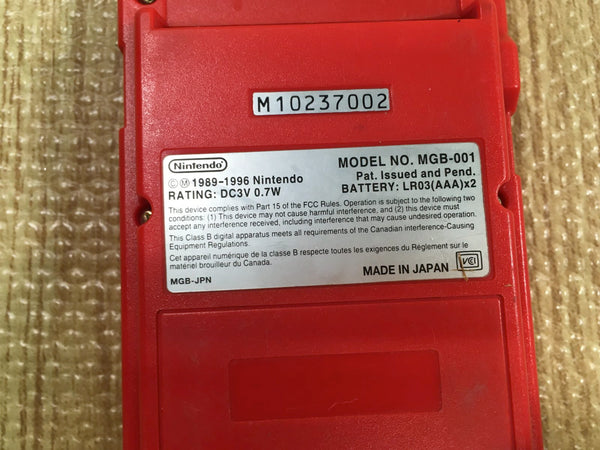 M10237002
Nintendo
©Ⓜ 1989-1996 Nintendo
RATING: DC3V 0.7W
MODEL NO. MGB-001
Pat. Issued and Pend.
BATTERY: LR03(AAA)x2
This device complies with Part 15 of the FCC Rules. Operation is subject to the following two
conditions: (1) This device may not cause harmful interference, and (2) this device must
accept any interference received, including interference that may cause undesired operation.
This Class B digital apparatus meets all requirements of the Canadian interference-Causing
Equipment Regulations.
Cet appareil numérique de la classe B respecte toutes les exigences du Règlement sur le
matériel brouilleur du Canada.
MADE IN JAPAN
VCI
MGB-JPN